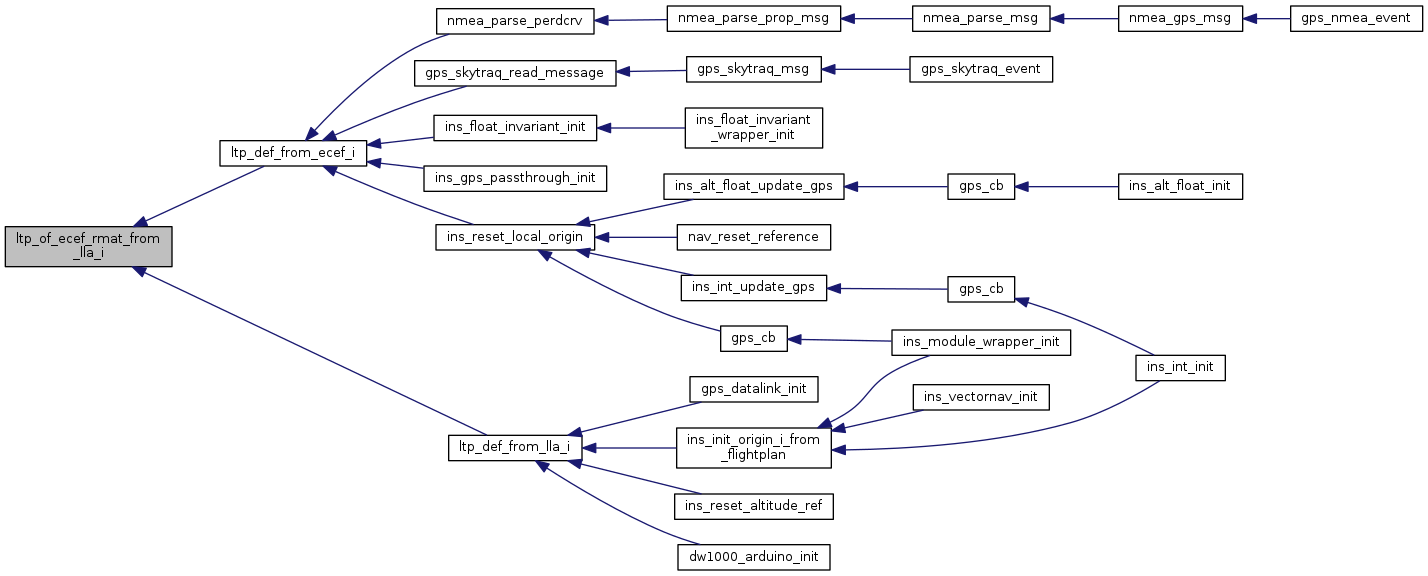 nmea_parse_perdcrv
nmea_parse_prop_msg
nmea_parse_msg
nmea_gps_msg
gps_nmea_event
gps_skytraq_read_message
gps_skytraq_msg
gps_skytraq_event
ins_float_invariant_init
ins_float_invariant
_wrapper_init
ltp_def_from_ecef_i
ins_gps_passthrough_init
ins_alt_float_update_gps
gps_cb
ins_alt_float_init
ltp_of_ecef_rmat_from
_lla_i
ins_reset_local_origin
nav_reset_reference
ins_int_update_gps
gps_cb
gps_cb
ins_module_wrapper_init
ins_int_init
gps_datalink_init
ins_vectornav_init
ltp_def_from_lla_i
ins_init_origin_i_from
_flightplan
ins_reset_altitude_ref
dw1000_arduino_init